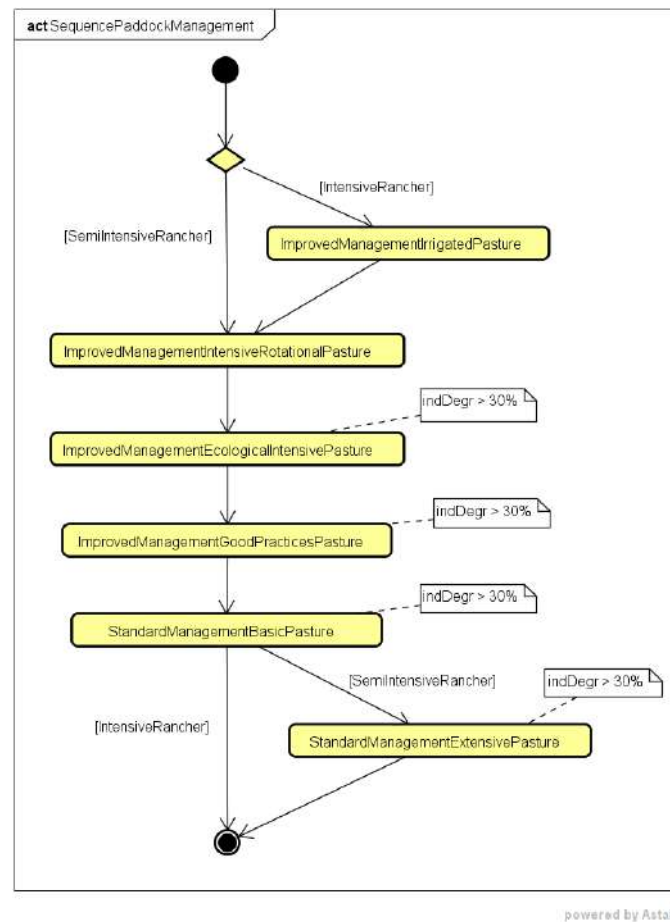 act SequencePaddockManagement
[IntensiveRancher]
[SemiIntensiveRancher]
ImprovedManagementIrrigatedPasture
ImprovedManagementIntensiveRotationalPasture
indDegr > 30%
ImprovedManagementEcologicalIntensivePasture
indDegr > 30%
ImprovedManagementGoodPracticesPasture
indDegr > 30%
StandardManagementBasicPasture
[SemiIntensiveRancher]
indDegr > 30%
[IntensiveRancher]
StandardManagementExtensivePasture
powered by Asta